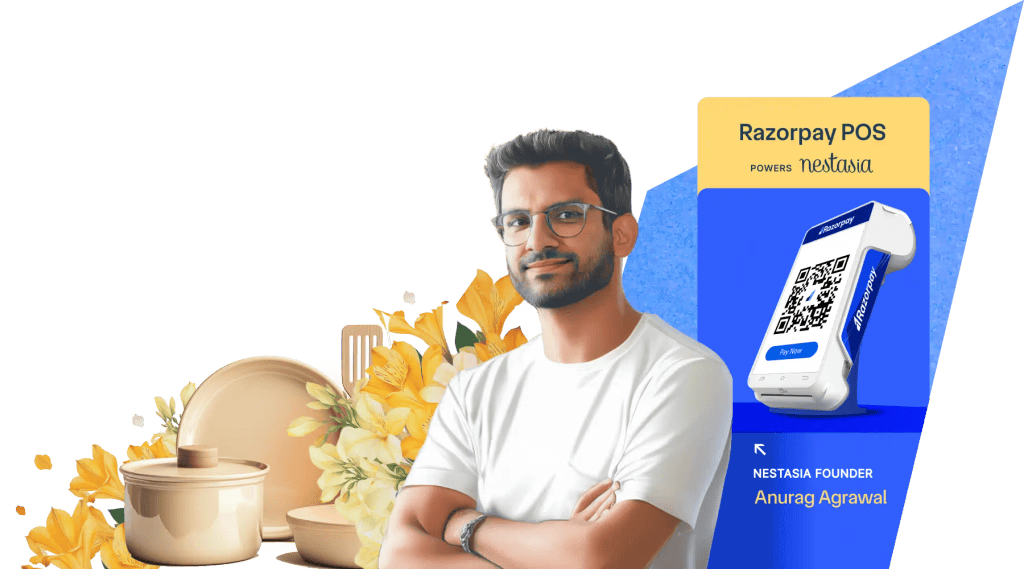 Razorpay POS
POWERS nestasia
Razorpay
Razorpay
Pay Now
NESTASIA FOUNDER
Anurag Agrawal